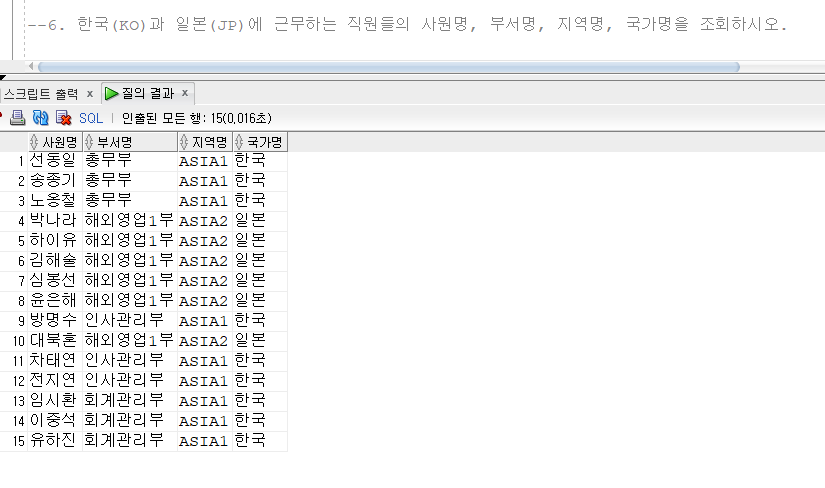 --6. 한국(KO)과 일본(JP)에 근무하는 직원들의 사원명, 부서명, 지역명, 국가명을 조회하시오.
스크립트 출력 x 질의 결과 x
SQL | 인출된 모든 행: 15(0,016초)
사원명 부서명 지역명 국가명
1 선동일 총무부 ASIA1 한국
2 송종기 총무부 ASIA1 한국
3 노옹철 총무부 ASIA1 한국
4 박나라 해외영업1부 ASIA2 일본
5 하이유 해외영업1부 ASIA2 일본
6 김해술 해외영업1부 ASIA2 일본
7 심봉선 해외영업1부 ASIA2 일본
8 윤은해 해외영업1부 ASIA2 일본
9 방명수 인사관리부 ASIA1 한국
10 대북혼 해외영업1부 ASIA2 일본
11 차태연 인사관리부 ASIA1 한국
12 전지연 인사관리부 ASIA1 한국
13 임시환 회계관리부 ASIA1 한국
14 이중석 회계관리부 ASIA1 한국
15 유하진 회계관리부 ASIA1 한국